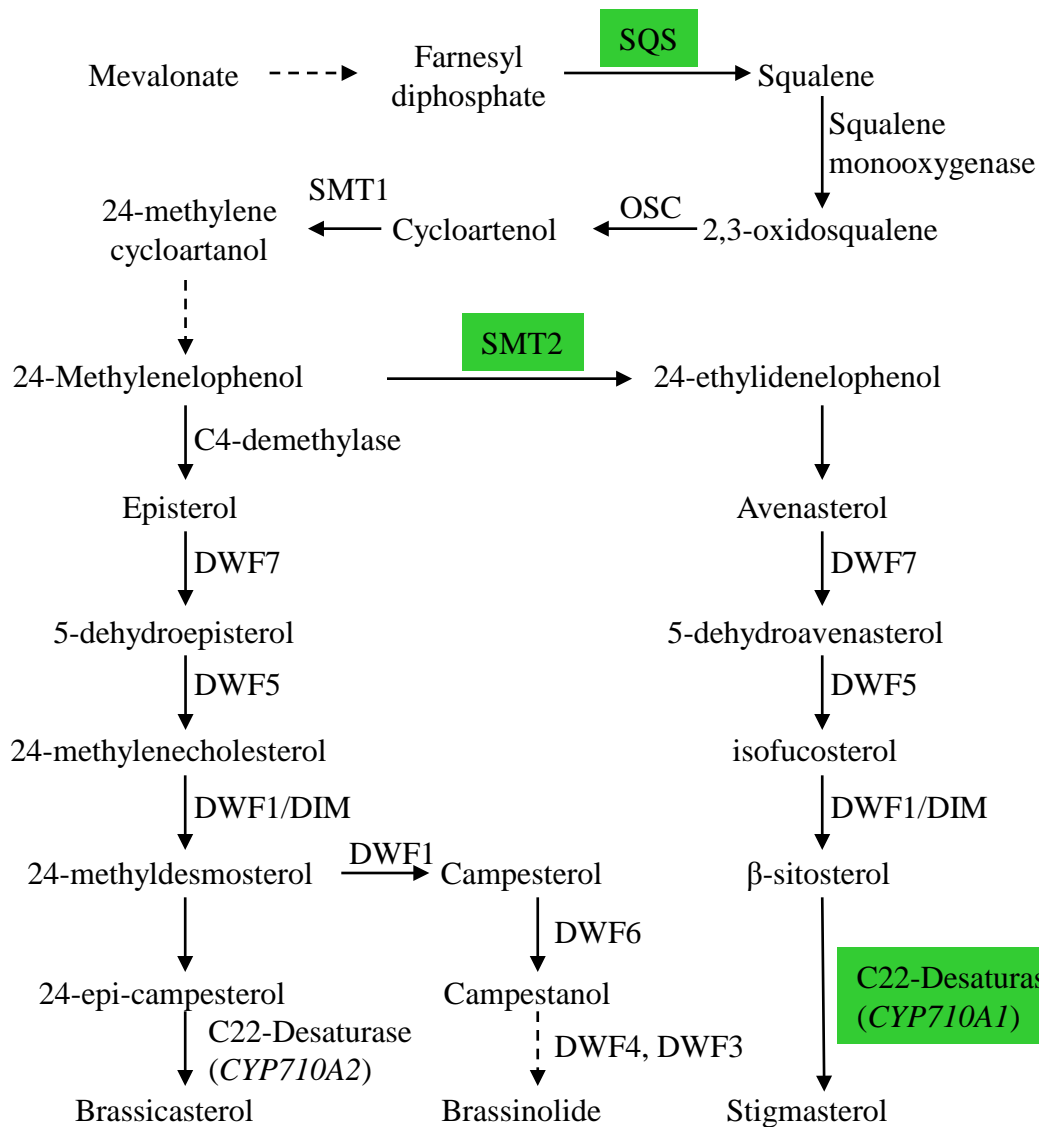 SQS
Mevalonate
Farnesyl
diphosphate
Squalene
Squalene
monooxygenase
SMT1
24-methylene
cycloartanol
Cycloartenol
OSC
2,3-oxidosqualene
SMT2
24-Methylenelophenol
24-ethylidenelophenol
C4-demethylase
Episterol
Avenasterol
DWF7
DWF7
5-dehydroepisterol
5-dehydroavenasterol
DWF5
DWF5
24-methylenecholesterol
isofucosterol
DWF1/DIM
DWF1/DIM
24-methyldesmosterol
DWF1
Campesterol
β-sitosterol
DWF6
24-epi-campesterol
Campestanol
C22-Desaturas
(CYP710A1)
C22-Desaturase
(CYP710A2)
DWF4, DWF3
Brassicasterol
Brassinolide
Stigmasterol